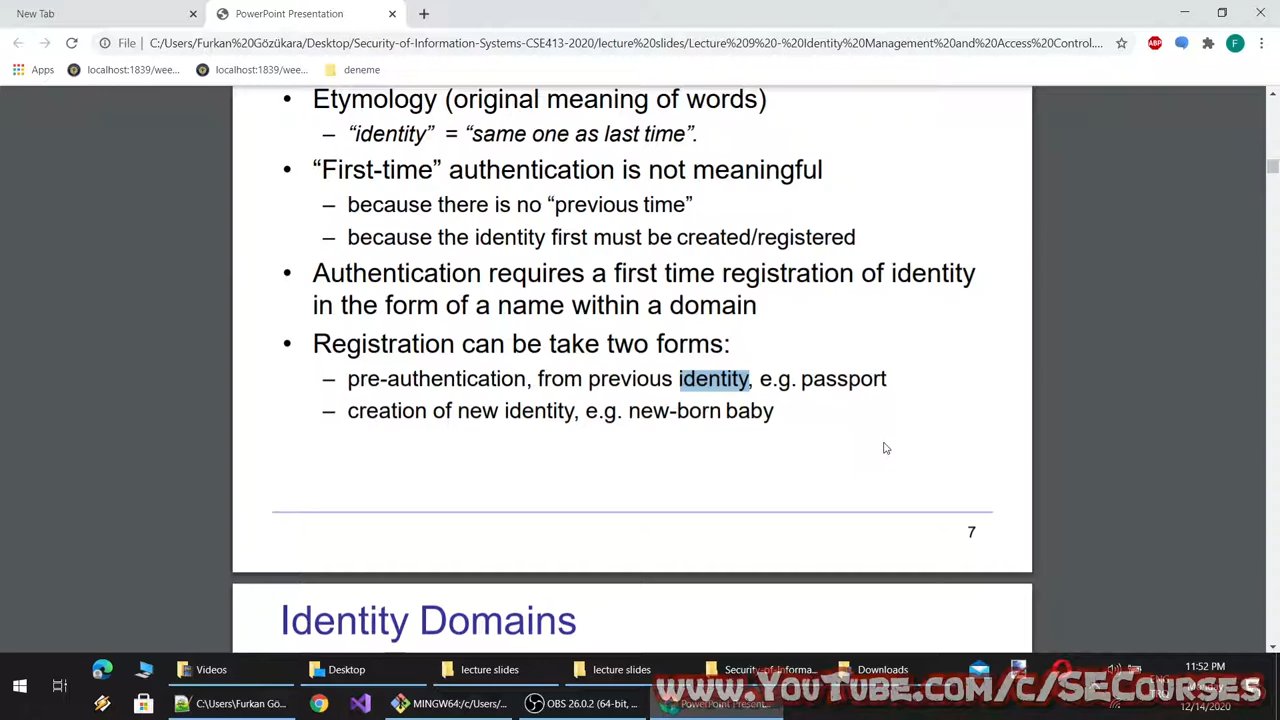 New Tab
PowerPoint Presentation
File C:/Users/Furkan%20Gözükara/Desktop/Security-of-Information-Systems-CSE413-2020/lecture%20slides/Lecture%209%20-%20Identity%20Management%20and%20Access%20Control....
ABP
F
Apps localhost:1839/wee... localhost:1839/wee... deneme
• Etymology (original meaning of words)
– “identity” = “same one as last time”.
• “First-time” authentication is not meaningful
– because there is no “previous time”
– because the identity first must be created/registered
• Authentication requires a first time registration of identity
in the form of a name within a domain
• Registration can be take two forms:
– pre-authentication, from previous identity, e.g. passport
– creation of new identity, e.g. new-born baby
7
Identity Domains
Videos Desktop lecture slides lecture slides Security-of-Informa... Downloads
11:52 PM
ENG Monday
www.YouTube.com/c/SECourses
C:\Users\Furkan Gö... MINGW64:/c/Users/... OBS 26.0.2 (64-bit, ... PowerPoint Present...
12/14/2020